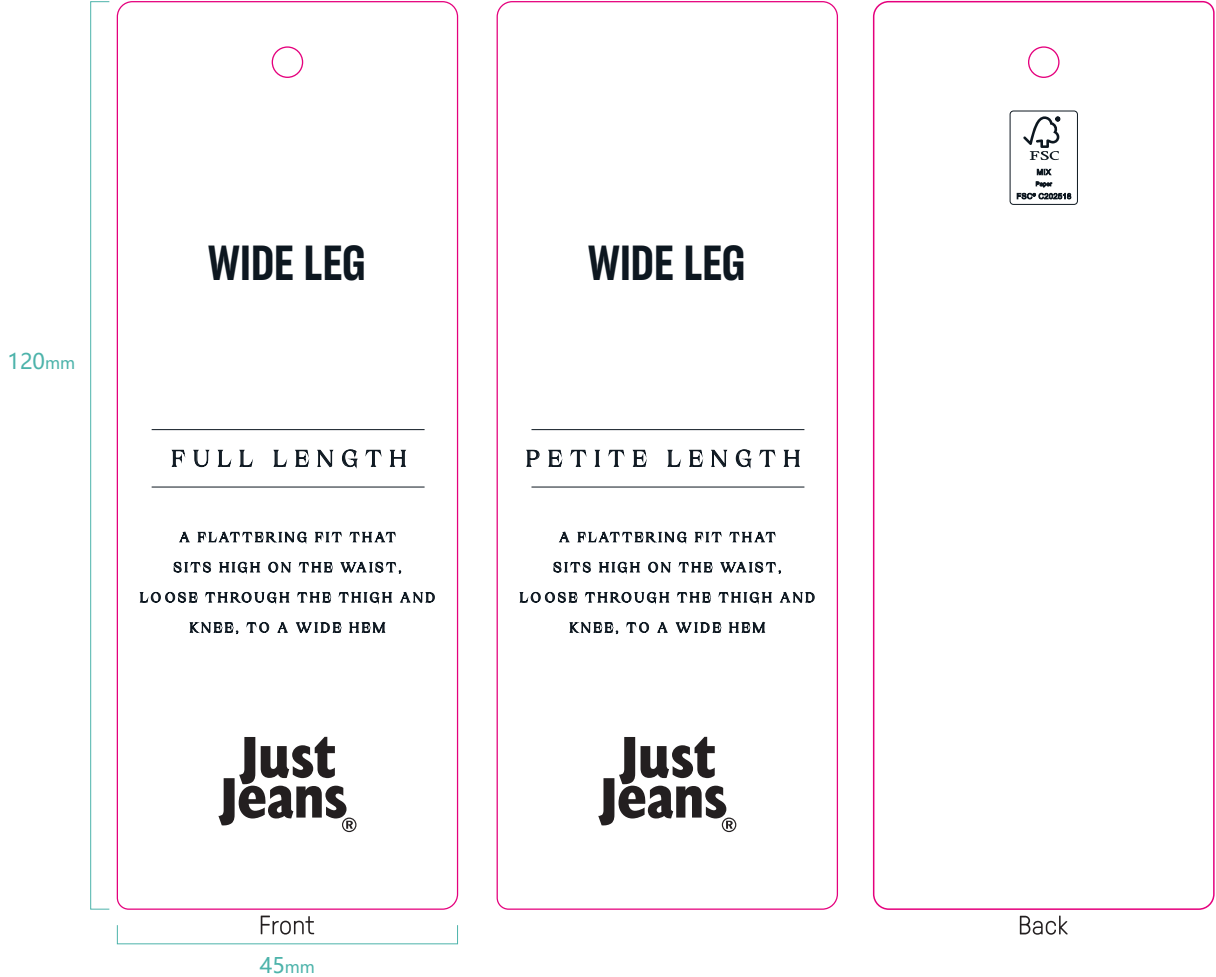 WIDE LEG
FULL LENGTH
A FLATTERING FIT THAT
SITS HIGH ON THE WAIST,
LOOSE THROUGH THE THIGH AND
KNEE, TO A WIDE HEM
Just
Jeans®
WIDE LEG
PETITE LENGTH
A FLATTERING FIT THAT
SITS HIGH ON THE WAIST,
LOOSE THROUGH THE THIGH AND
KNEE, TO A WIDE HEM
Just
Jeans®
FSC
MIX
Paper
FSC® C202516
120mm
Front
Back
45mm